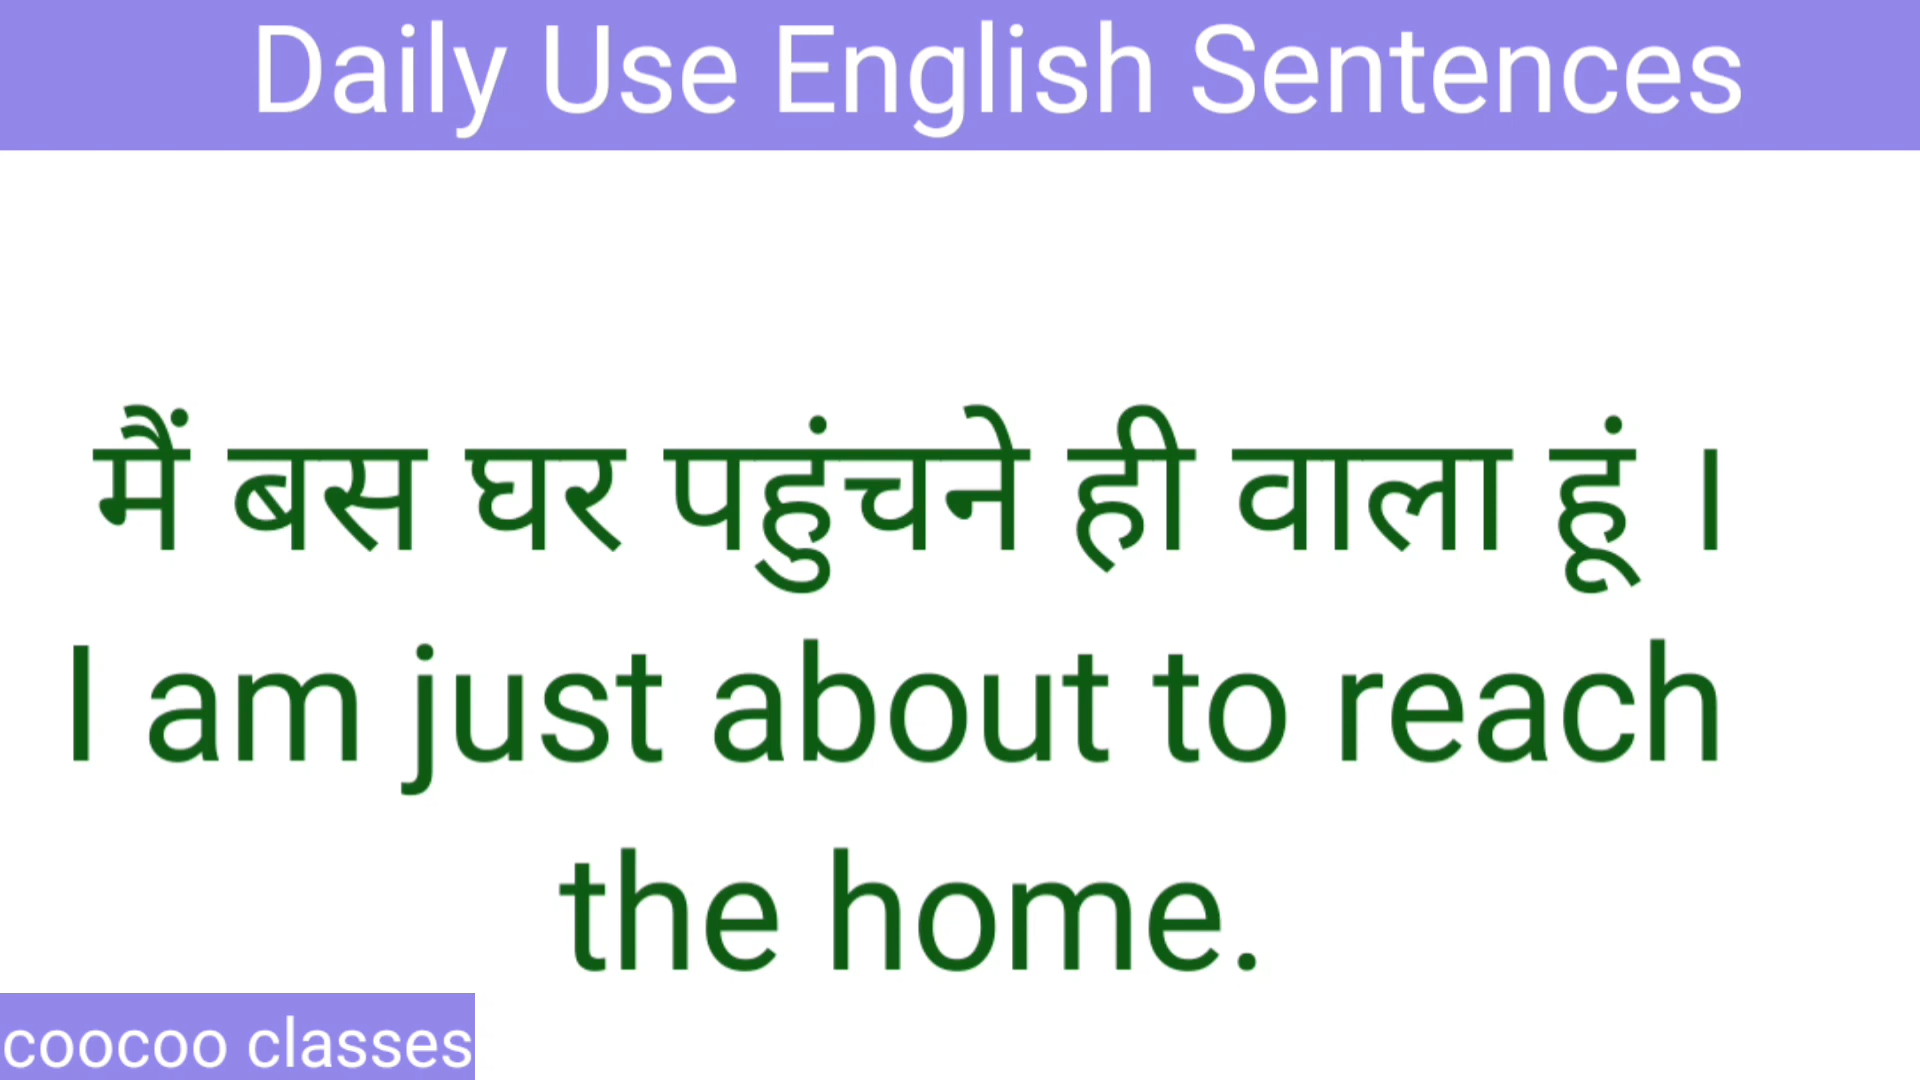 Daily Use English Sentences
मैं बस घर पहुंचने ही वाला हूं ।
I am just about to reach
the home.
coocoo classes